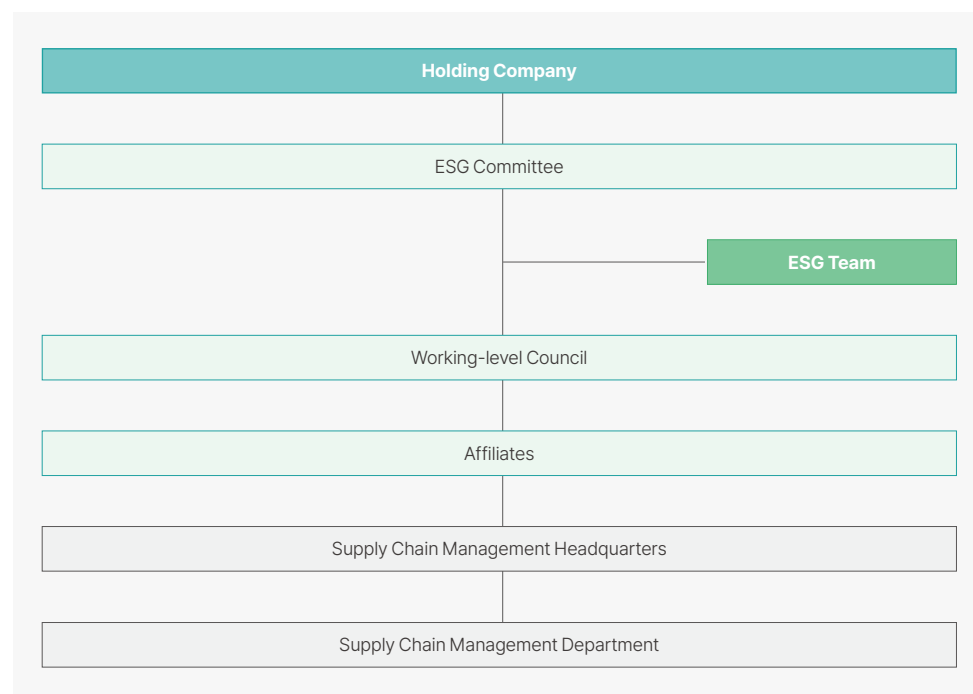 Holding Company
ESG Committee
ESG Team
Working-level Council
Affiliates
Supply Chain Management Headquarters
Supply Chain Management Department